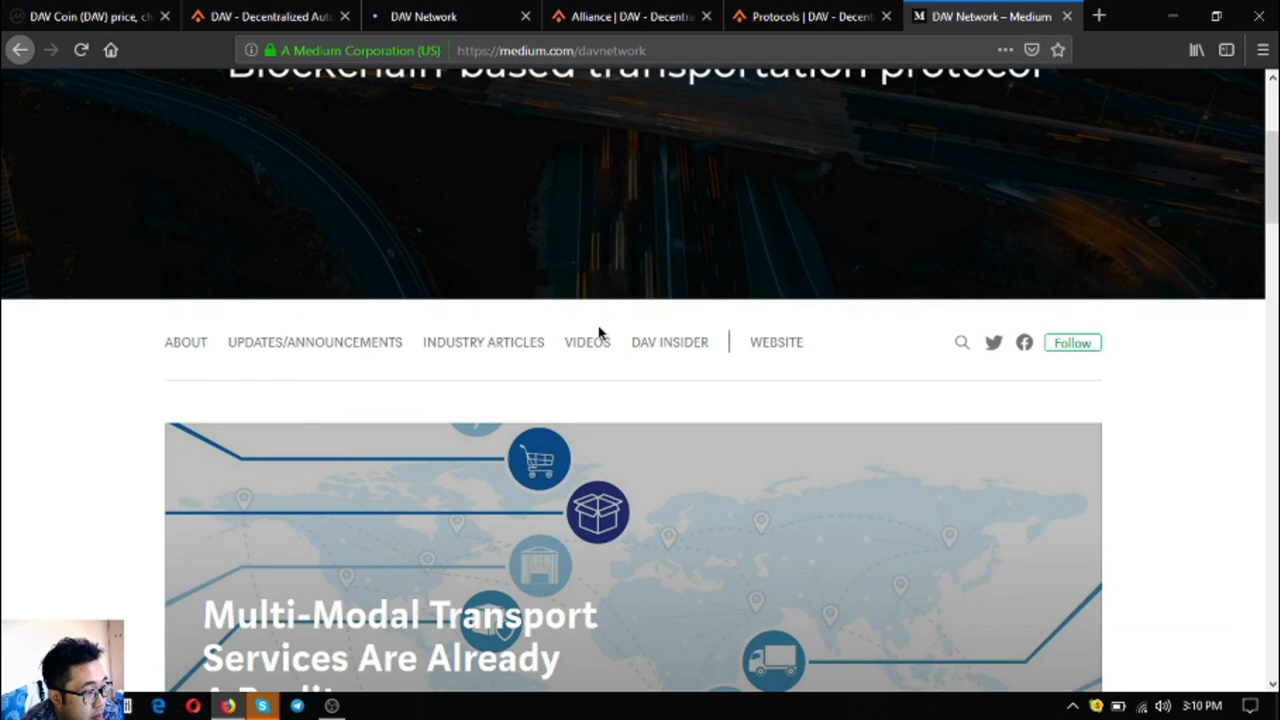 DAV Coin (DAV) price, ch
DAV - Decentralized Auto
DAV Network
Alliance | DAV - Decentra
Protocols | DAV - Decent
M DAV Network – Medium
A Medium Corporation (US)
https://medium.com/davnetwork
Blockchain-based transportation protocol
ABOUT
UPDATES/ANNOUNCEMENTS
INDUSTRY ARTICLES
VIDEOS
DAV INSIDER
WEBSITE
Follow
Multi-Modal Transport
Services Are Already
A Reality
3:10 PM